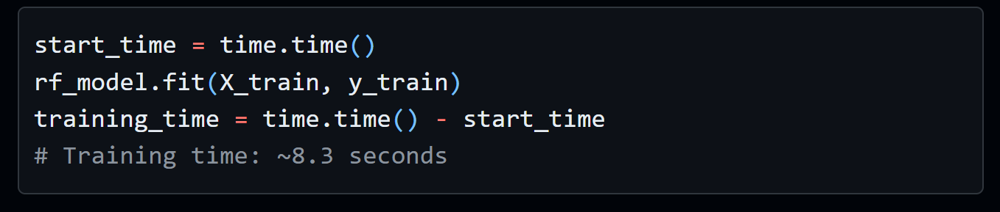 start_time = time.time()
rf_model.fit(X_train, y_train)
training_time = time.time() - start_time
# Training time: ~8.3 seconds